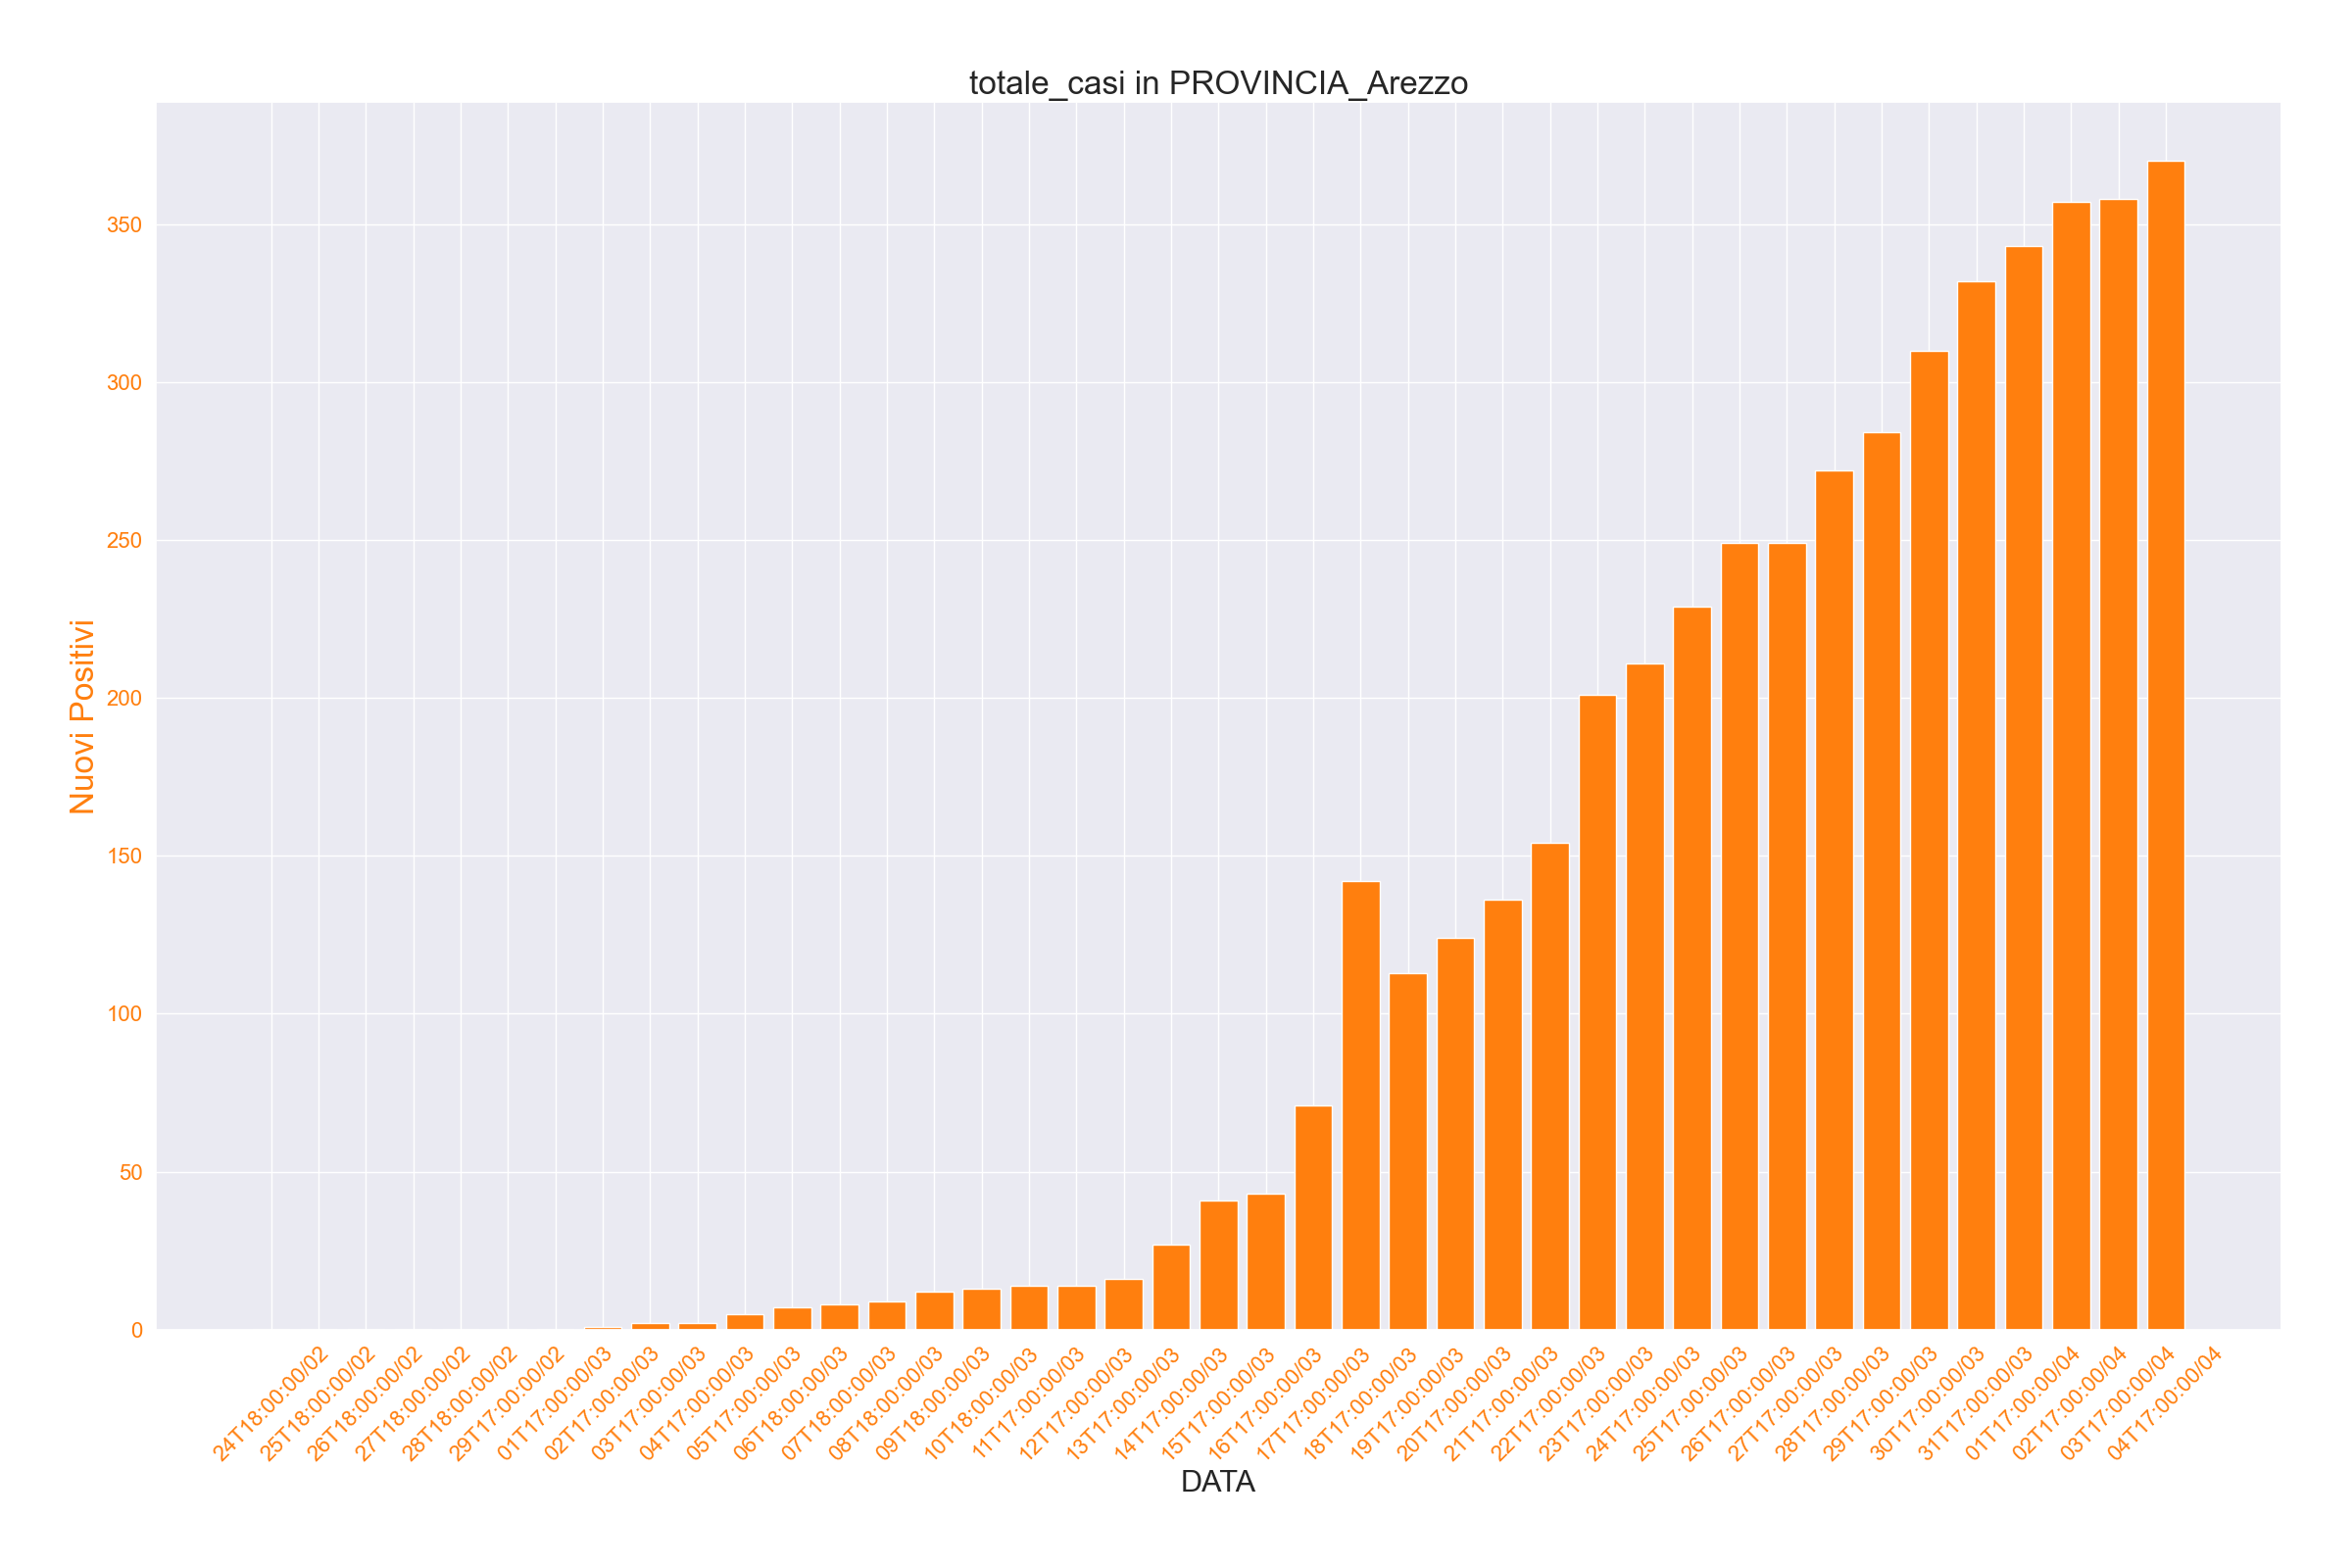 totale_casi in PROVINCIA_Arezzo
Nuovi Positivi
350
300
250
200
150
100
50
0
24T18:00:00/02
25T18:00:00/02
26T18:00:00/02
27T18:00:00/02
28T18:00:00/02
29T17:00:00/02
01T17:00:00/03
02T17:00:00/03
03T17:00:00/03
04T17:00:00/03
05T17:00:00/03
06T18:00:00/03
07T18:00:00/03
08T18:00:00/03
09T18:00:00/03
10T18:00:00/03
11T17:00:00/03
12T17:00:00/03
13T17:00:00/03
14T17:00:00/03
15T17:00:00/03
16T17:00:00/03
17T17:00:00/03
18T17:00:00/03
19T17:00:00/03
20T17:00:00/03
21T17:00:00/03
22T17:00:00/03
23T17:00:00/03
24T17:00:00/03
25T17:00:00/03
26T17:00:00/03
27T17:00:00/03
28T17:00:00/03
29T17:00:00/03
30T17:00:00/03
31T17:00:00/03
01T17:00:00/04
02T17:00:00/04
03T17:00:00/04
04T17:00:00/04
DATA